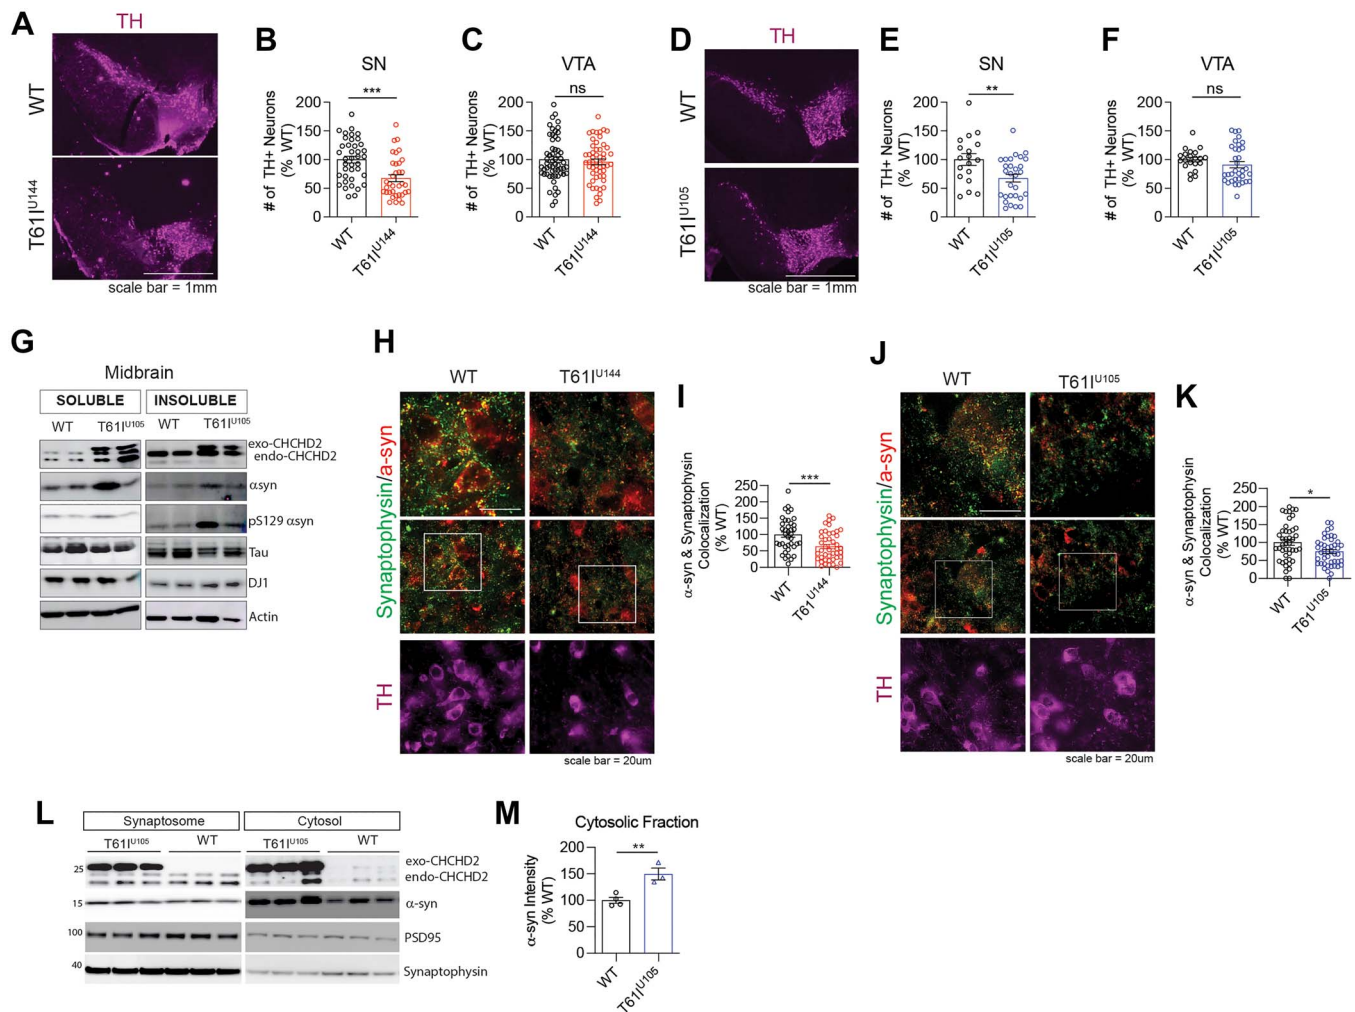 A
TH
WT
T61I^U144
scale bar = 1mm
B
SN
# of TH+ Neurons
(% WT)
200
150
100
50
0
***
WT
T61I^U144
C
VTA
# of TH+ Neurons
(% WT)
200
150
100
50
0
ns
WT
T61I^U144
D
TH
WT
T61I^U105
scale bar = 1mm
E
SN
# of TH+ Neurons
(% WT)
200
150
100
50
0
**
WT
T61I^U105
F
VTA
# of TH+ Neurons
(% WT)
200
150
100
50
0
ns
WT
T61I^U105
G
Midbrain
SOLUBLE INSOLUBLE
WT T61I^U105 WT T61I^U105
exo-CHCHD2
endo-CHCHD2
αsyn
pS129 αsyn
Tau
DJ1
Actin
H
WT T61I^U144
Synaptophysin/a-syn
TH
scale bar = 20um
I
α-syn & Synaptophysin
Colocalization
(% WT)
250
200
150
100
50
0
***
WT
T61^U144
J
WT T61I^U105
Synaptophysin/a-syn
TH
scale bar = 20um
K
α-syn & Synaptophysin
Colocalization
(% WT)
250
200
150
100
50
0
*
WT
T61^U105
L
Synaptosome Cytosol
T61I^U105 WT T61I^U105 WT
25
exo-CHCHD2
endo-CHCHD2
15
α-syn
100
PSD95
40
Synaptophysin
M
Cytosolic Fraction
α-syn Intensity
(% WT)
200
150
100
50
0
**
WT
T61I^U105